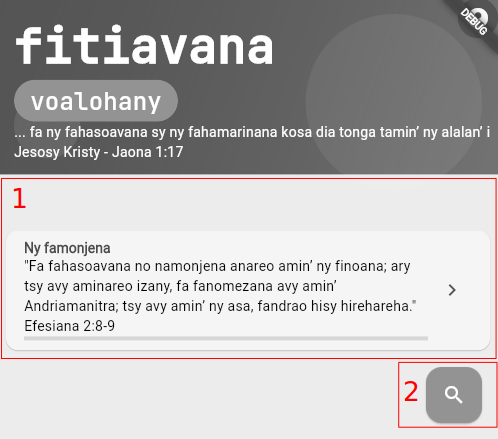 DEBUG
fitiavana
voalohany
... fa ny fahasoavana sy ny fahamarinana kosa dia tonga tamin’ ny alalan’ i
Jesosy Kristy - Jaona 1:17
1
Ny famonjena
"Fa fahasoavana no namonjena anareo amin’ ny finoana; ary
tsy avy aminareo izany, fa fanomezana avy amin’
Andriamanitra; tsy avy amin’ ny asa, fandrao hisy hirehareha."
Efesiana 2:8-9
2